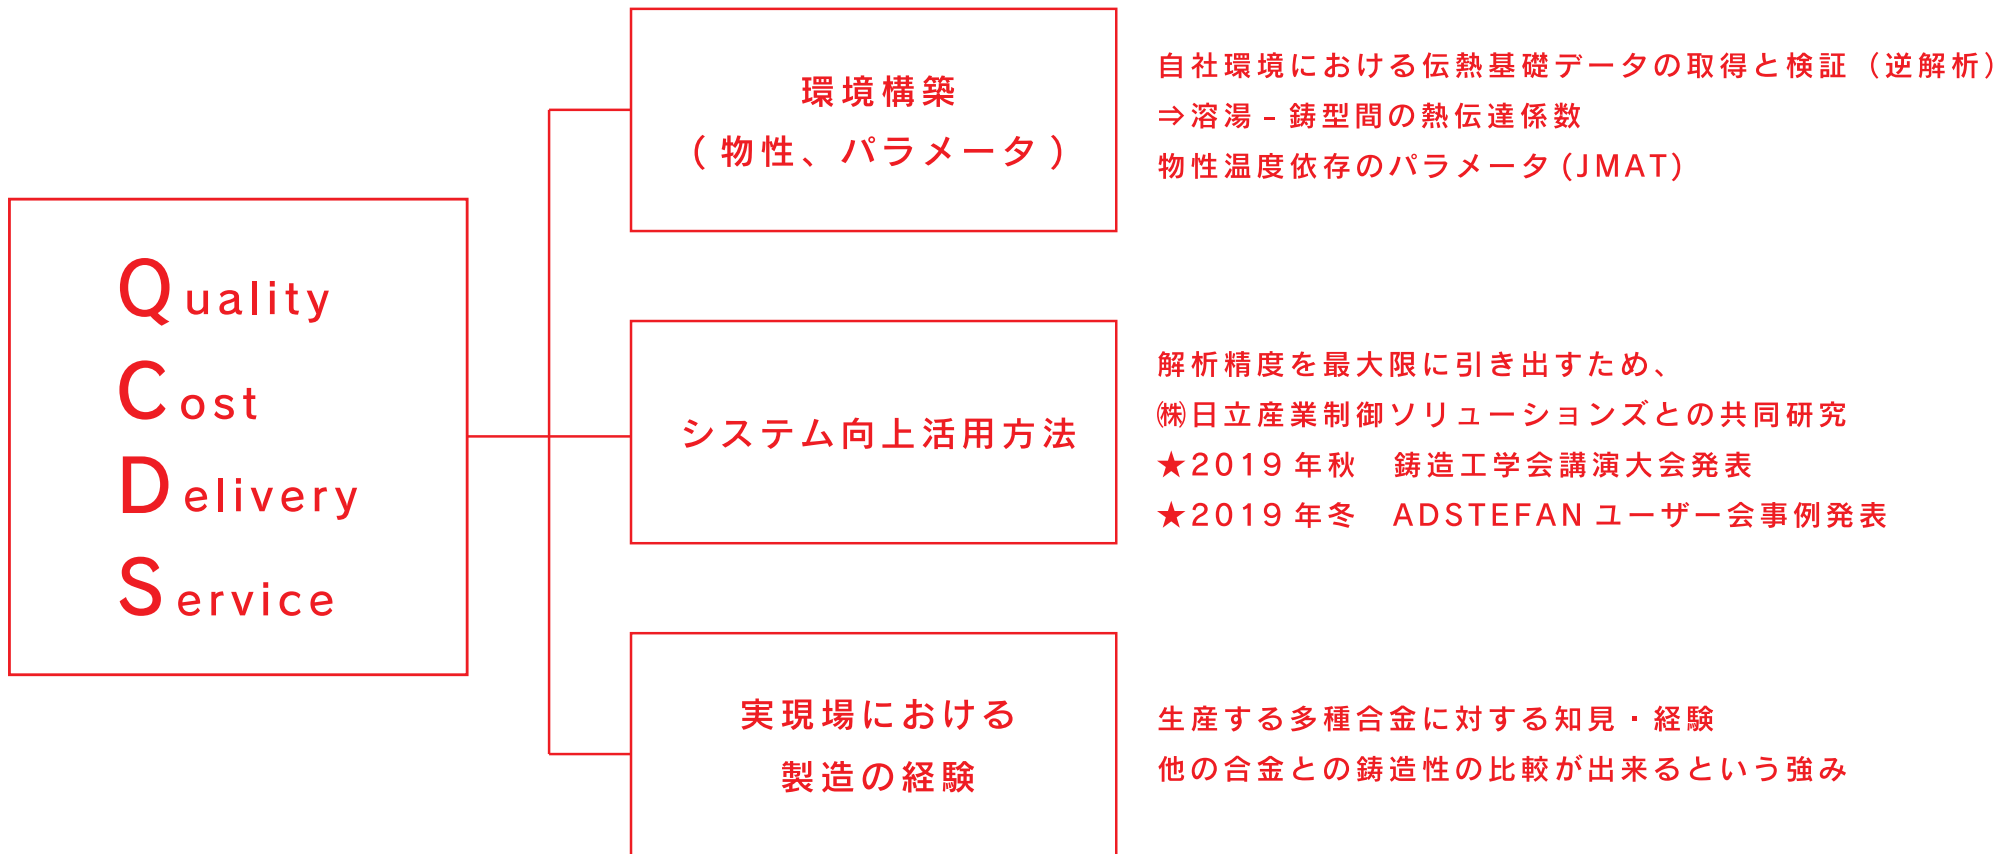 Quality
Cost
Delivery
Service
環境構築
(物性、パラメータ)
自社環境における伝熱基礎データの取得と検証（逆解析）
⇒溶湯－鋳型間の熱伝達係数
物性温度依存のパラメータ(JMAT)
システム向上活用方法
解析精度を最大限に引き出すため、
㈱日立産業制御ソリューションズとの共同研究
★2019年秋　鋳造工学会講演大会発表
★2019年冬　ADSTEFANユーザー会事例発表
実現場における
製造の経験
生産する多種合金に対する知見・経験
他の合金との鋳造性の比較が出来るという強み